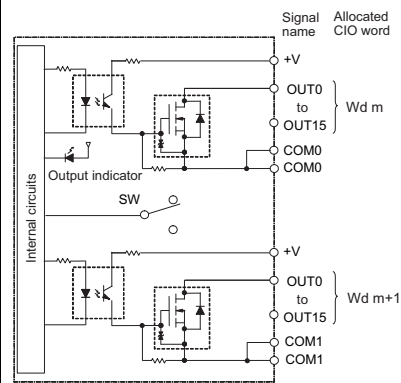 Signal name
Allocated CIO word
+V
OUT0
to
OUT15
Wd m
COM0
COM0
Output indicator
SW
Internal circuits
+V
OUT0
to
OUT15
Wd m+1
COM1
COM1